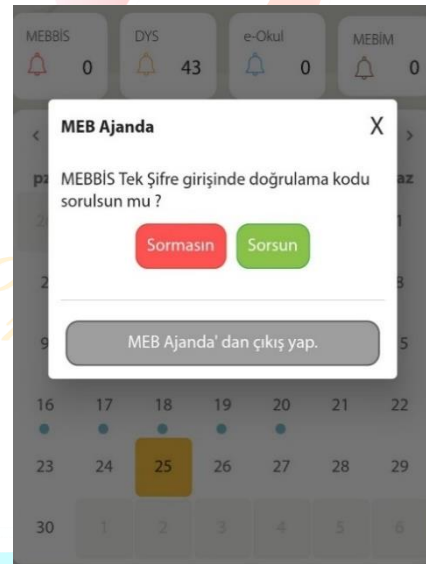 MEBBİS DYS e-Okul MEBİM
0 43 0 0
MEB Ajanda X
< >
MEBBİS Tek Şifre girişinde doğrulama kodu
sorulsun mu ?
Sormasın Sorsun
MEB Ajanda' dan çıkış yap.
16 17 18 19 20 21 22
23 24 25 26 27 28 29
30 1 2 3 4 5 6